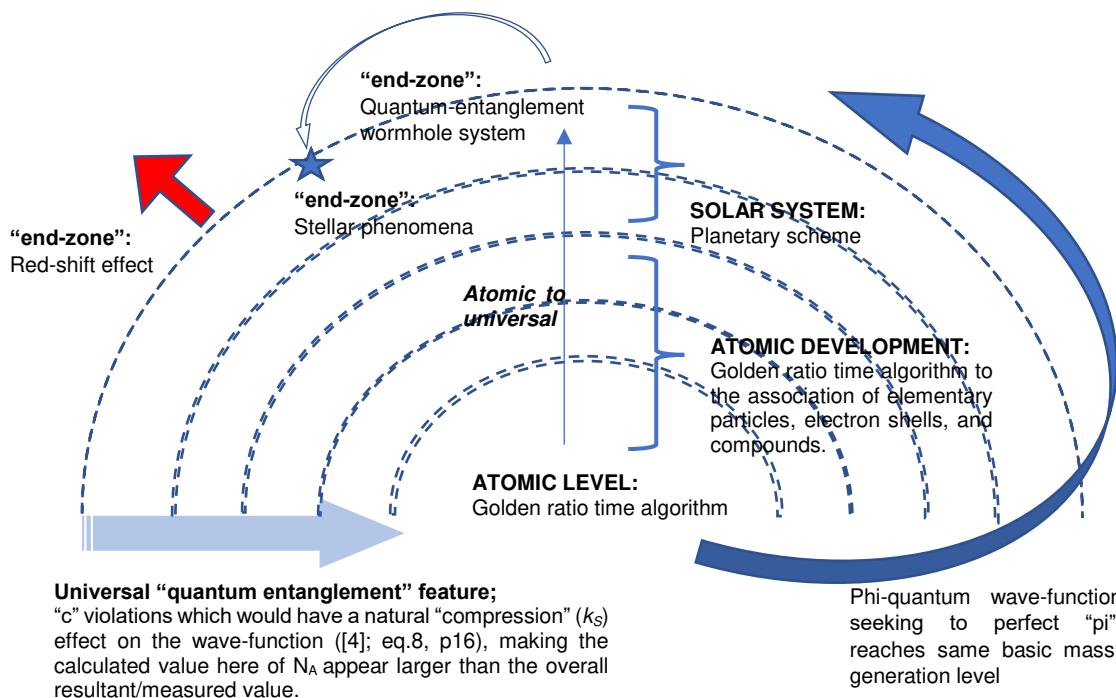 “end-zone”:
Quantum-entanglement
wormhole system
“end-zone”:
Stellar phenomena
“end-zone”:
Red-shift effect
SOLAR SYSTEM:
Planetary scheme
Atomic to
universal
ATOMIC DEVELOPMENT:
Golden ratio time algorithm to
the association of elementary
particles, electron shells, and
compounds.
ATOMIC LEVEL:
Golden ratio time algorithm
Universal “quantum entanglement” feature;
“c” violations which would have a natural “compression” (kS)
effect on the wave-function ([4]; eq.8, p16), making the
calculated value here of NA appear larger than the overall
resultant/measured value.
Phi-quantum wave-function
seeking to perfect “pi”
reaches same basic mass
generation level